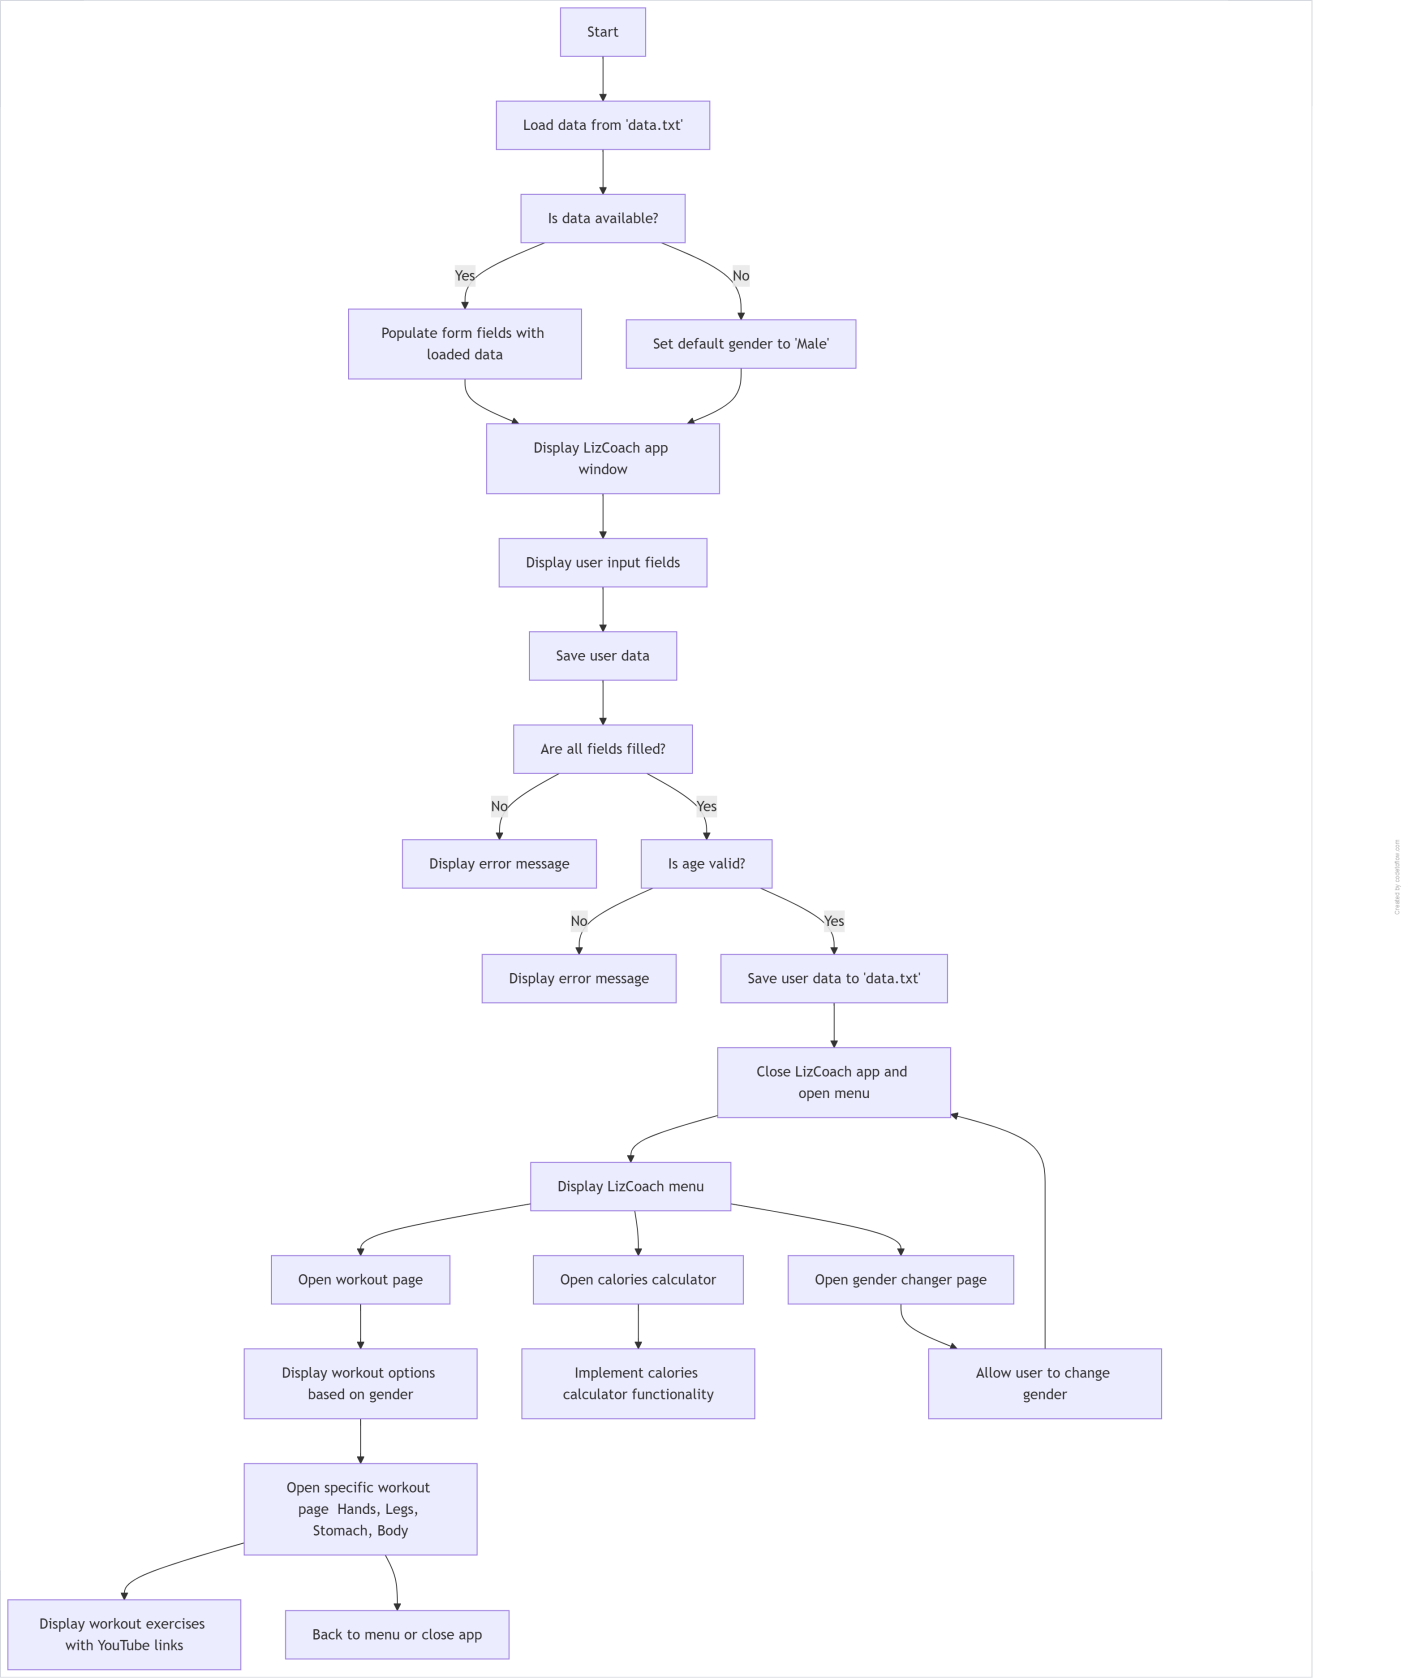 Start
Load data from 'data.txt'
Is data available?
Yes
No
Populate form fields with
loaded data
Set default gender to 'Male'
Display LizCoach app
window
Display user input fields
Save user data
Are all fields filled?
No
Yes
Display error message
Is age valid?
No
Yes
Display error message
Save user data to 'data.txt'
Close LizCoach app and
open menu
Display LizCoach menu
Open workout page
Open calories calculator
Open gender changer page
Display workout options
based on gender
Implement calories
calculator functionality
Allow user to change
gender
Open specific workout
page Hands, Legs,
Stomach, Body
Display workout exercises
with YouTube links
Back to menu or close app
Created by codetoflow.com